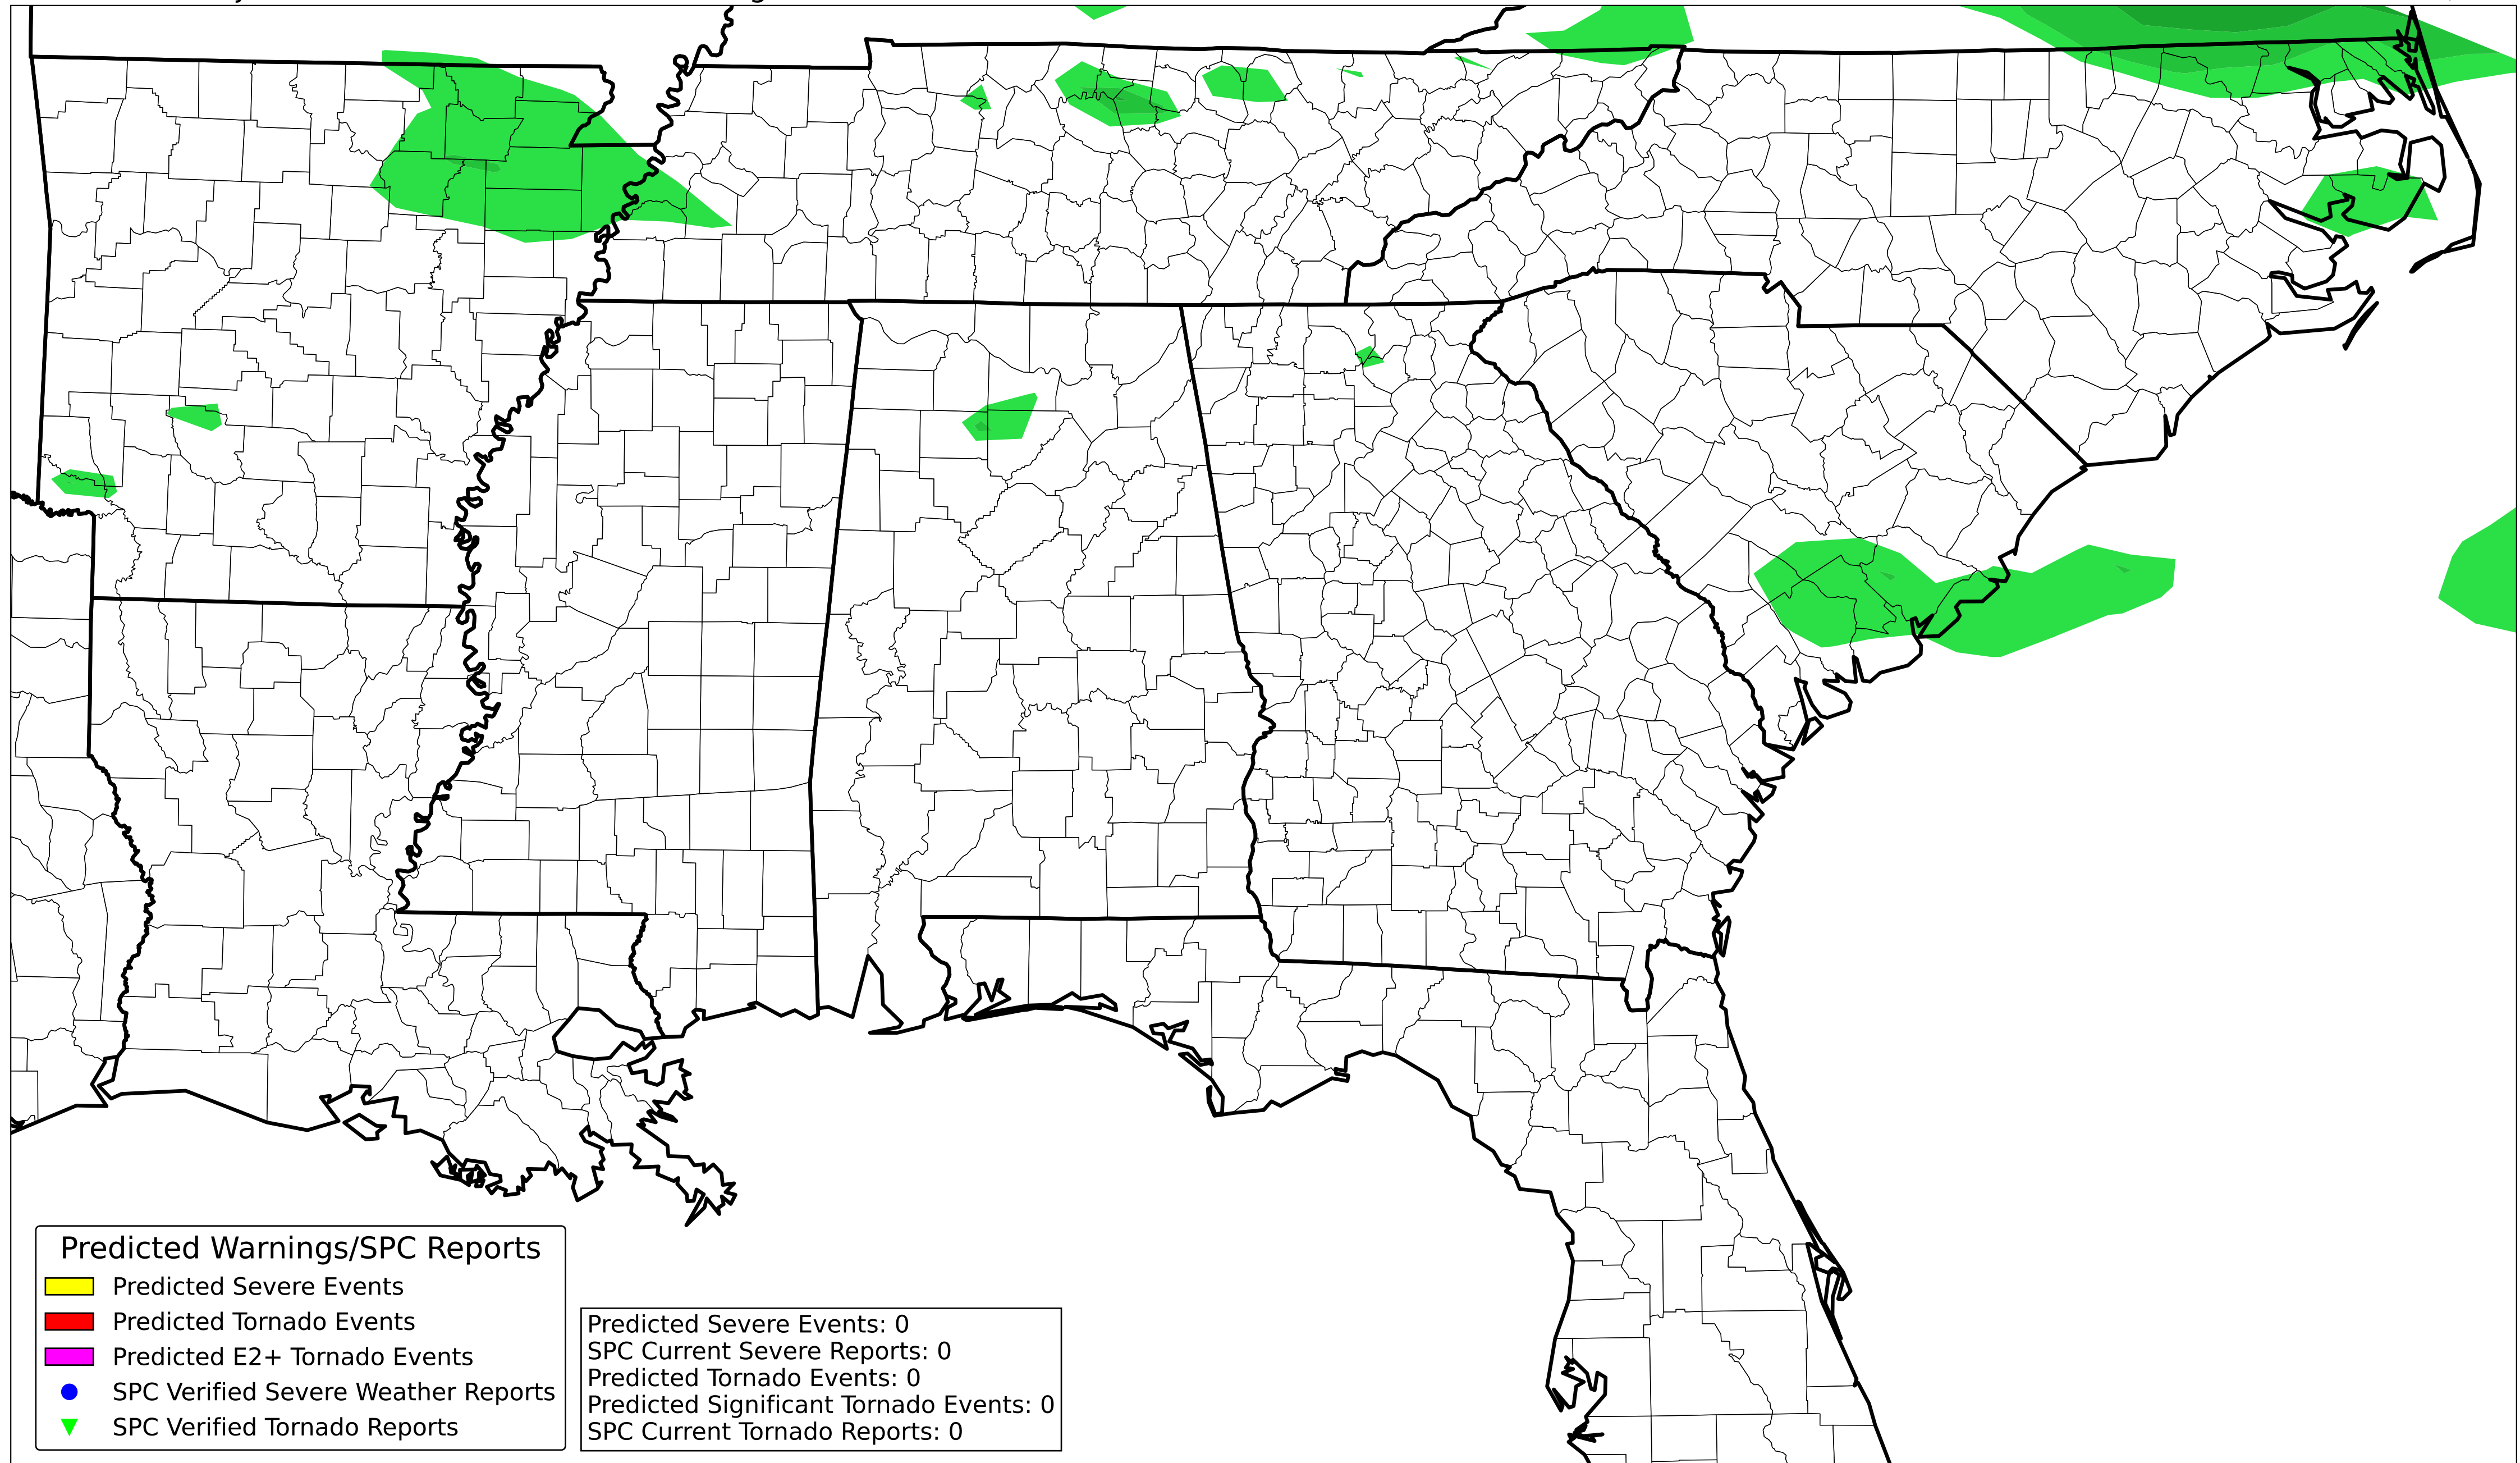 Predicted Warnings/SPC Reports
Predicted Severe Events
Predicted Tornado Events
Predicted E2+ Tornado Events
SPC Verified Severe Weather Reports
SPC Verified Tornado Reports
Predicted Severe Events: 0
SPC Current Severe Reports: 0
Predicted Tornado Events: 0
Predicted Significant Tornado Events: 0
SPC Current Tornado Reports: 0